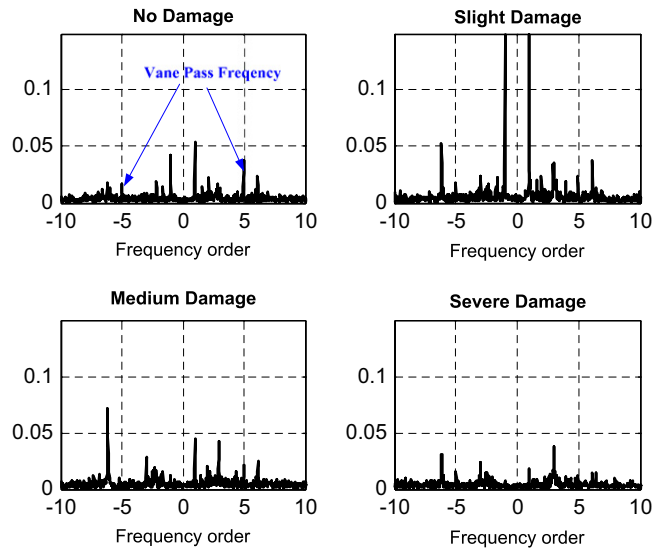 No Damage
Slight Damage
Vane Pass Freqency
0.1
0.05
0
-10 -5 0 5 10
Frequency order
0.1
0.05
0
-10 -5 0 5 10
Frequency order
Medium Damage
Severe Damage
0.1
0.05
0
-10 -5 0 5 10
Frequency order
0.1
0.05
0
-10 -5 0 5 10
Frequency order